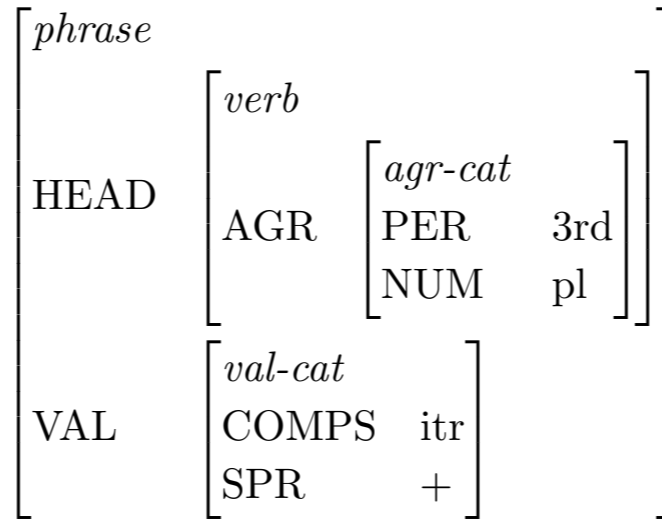 phrase
verb
agr-cat
HEAD AGR PER 3rd
NUM pl
val-cat
VAL COMPS itr
SPR +